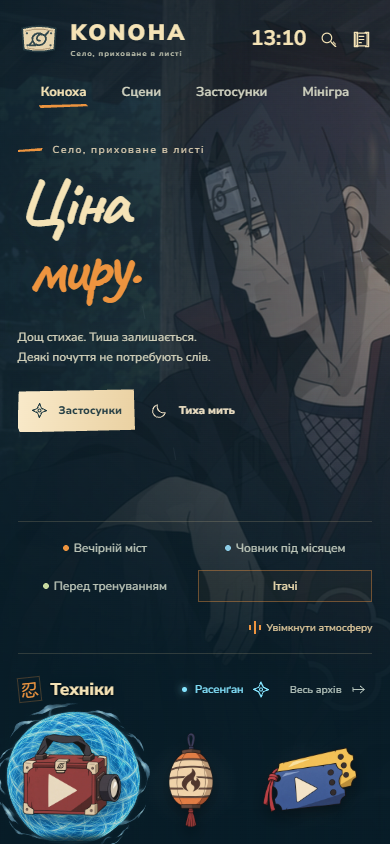 KONOHA
Село, приховане в листі
13:10
Коноха Сцени Застосунки Мінігра
Село, приховане в листі
Ціна
миру.
Дощ стихає. Тиша залишається.
Деякі почуття не потребують слів.
Застосунки Тиха мить
Вечірній міст Човник під місяцем
Перед тренуванням Ітачі
Увімкнути атмосферу
忍 Техніки Расенґан Весь архів